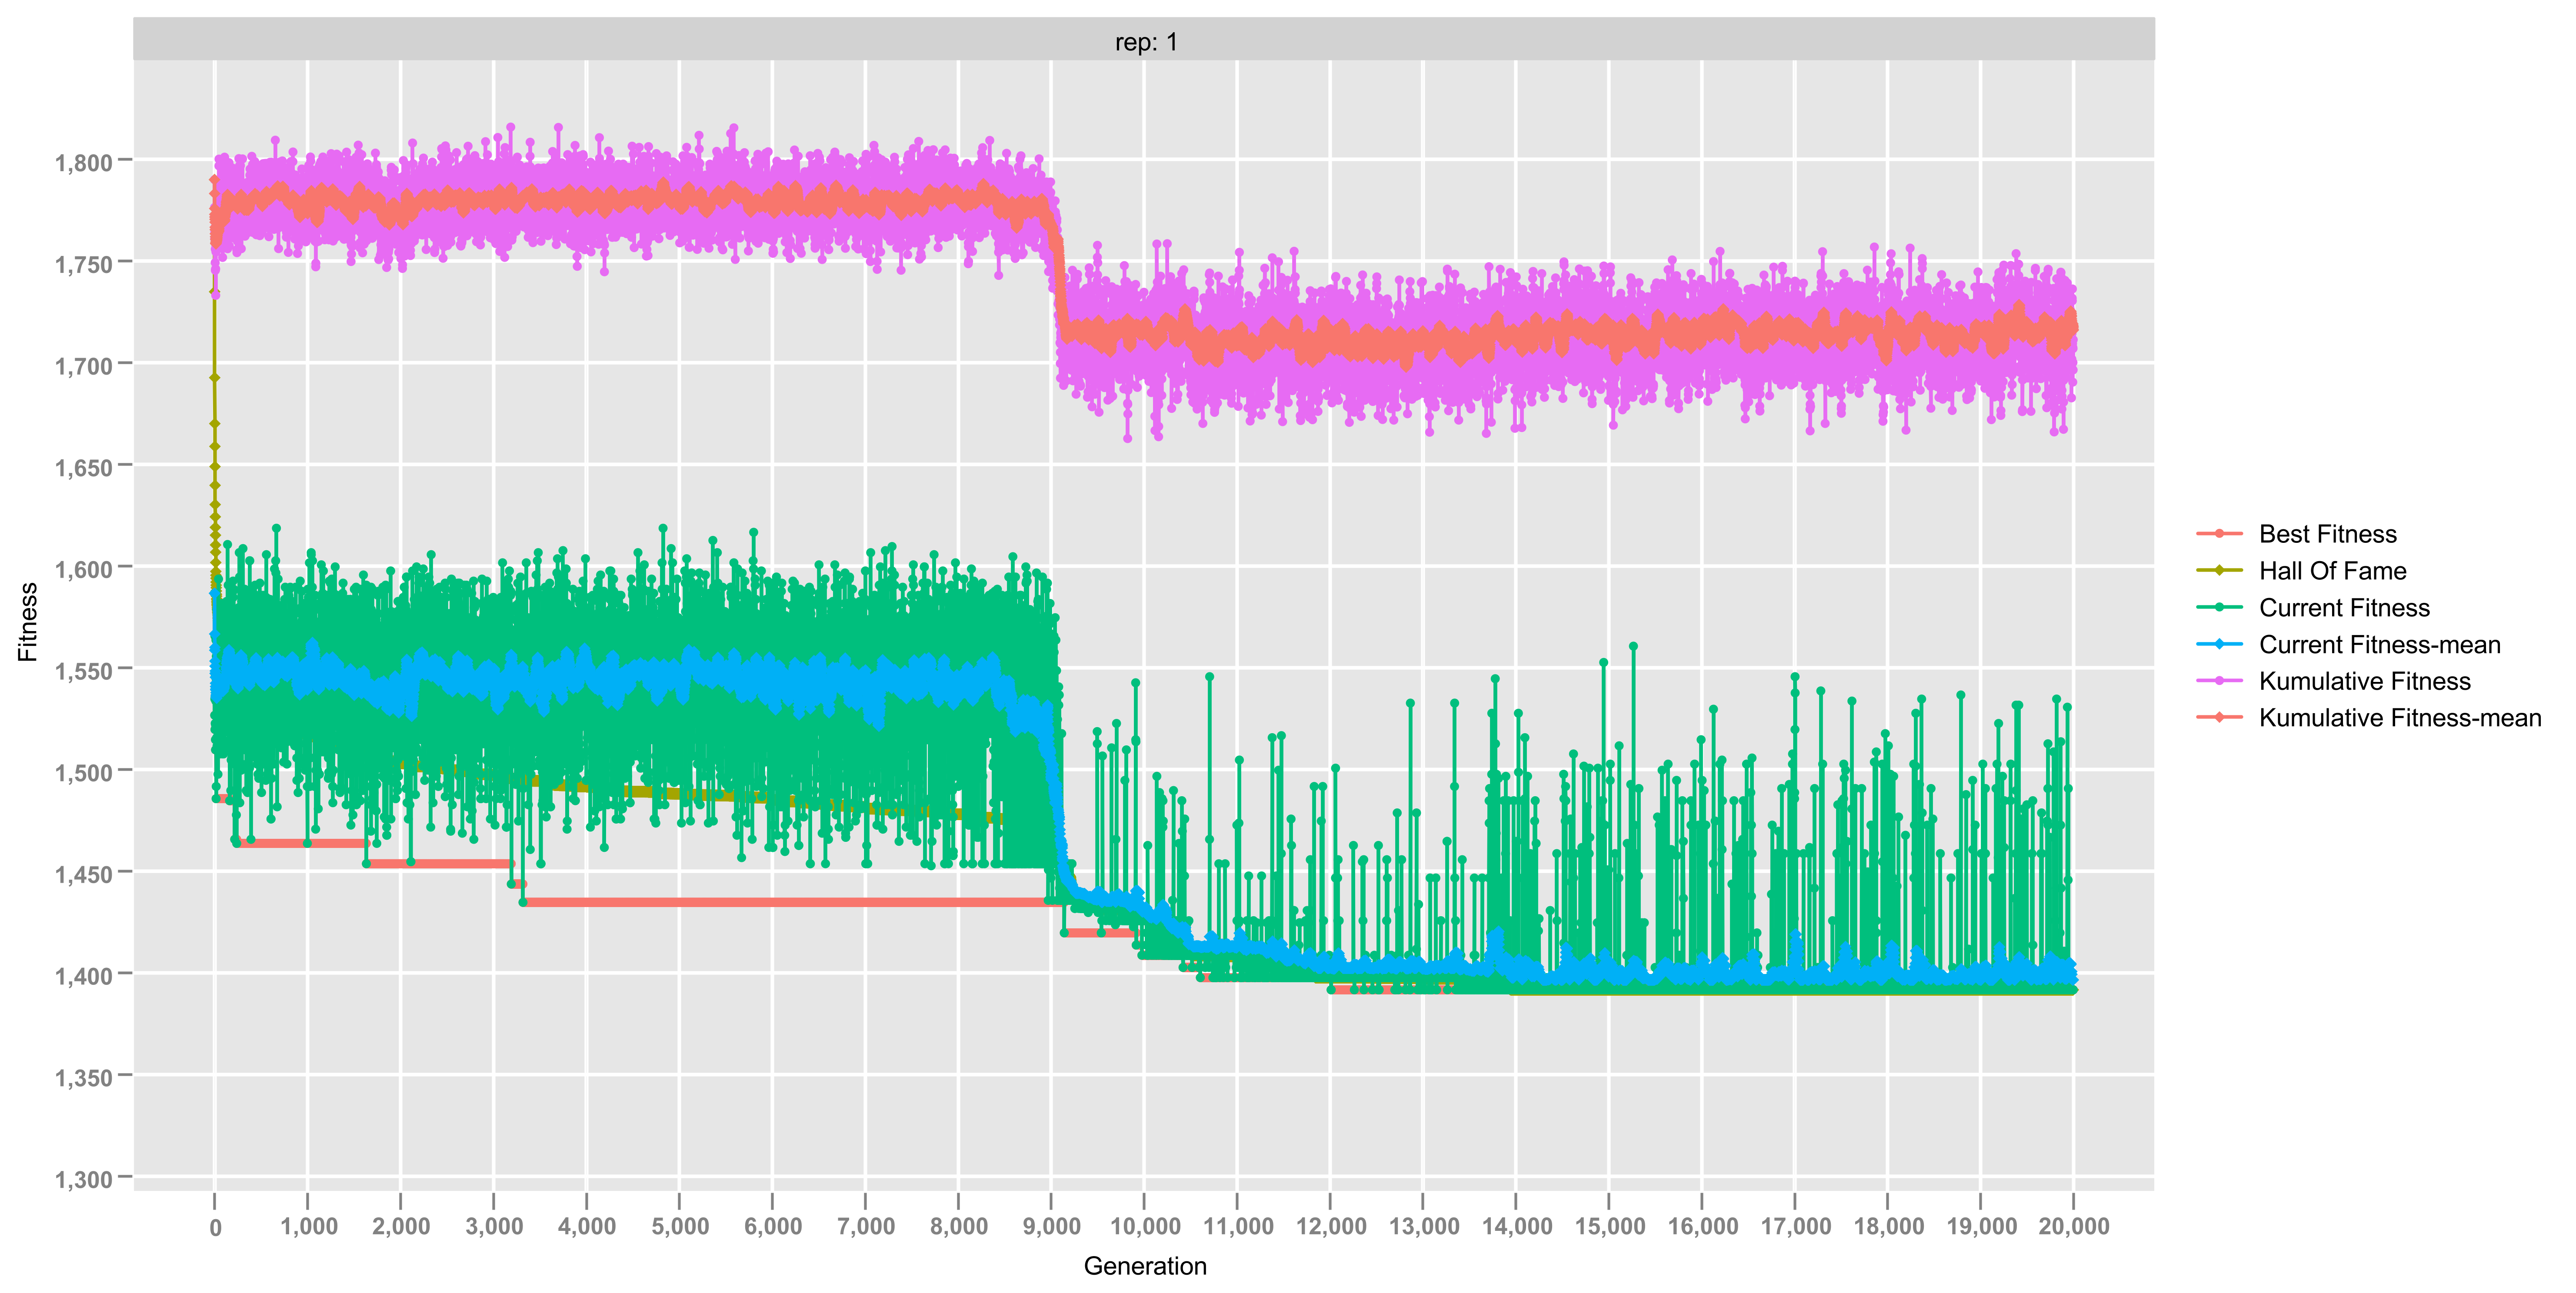 rep: 1
1,800
1,750
1,700
1,650
1,600
1,550
1,500
1,450
1,400
1,350
1,300
Fitness
0 1,000 2,000 3,000 4,000 5,000 6,000 7,000 8,000 9,000 10,000 11,000 12,000 13,000 14,000 15,000 16,000 17,000 18,000 19,000 20,000
Generation
Best Fitness
Hall Of Fame
Current Fitness
Current Fitness-mean
Kumulative Fitness
Kumulative Fitness-mean